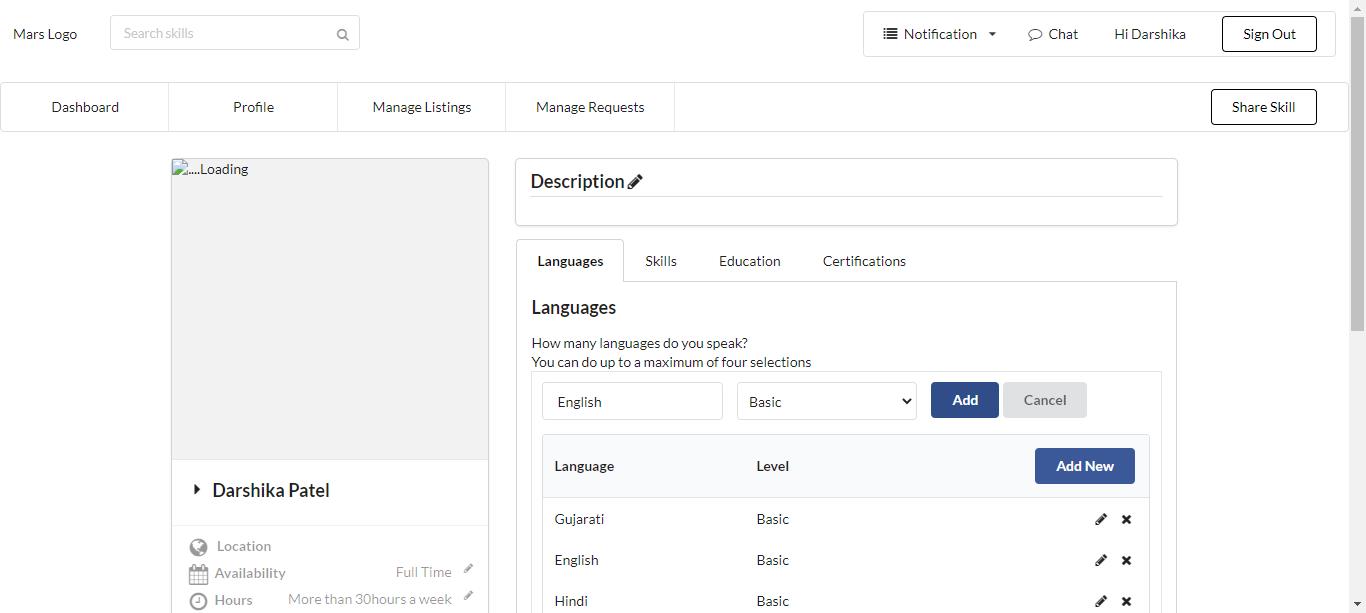 Mars Logo
Search skills
Notification
Chat
Hi Darshika
Sign Out
Dashboard
Profile
Manage Listings
Manage Requests
Share Skill
....Loading
Darshika Patel
Location
Availability
Full Time
Hours
More than 30hours a week
Description
Languages
Skills
Education
Certifications
Languages
How many languages do you speak?
You can do up to a maximum of four selections
English
Basic
Add
Cancel
Language
Level
Add New
Gujarati
Basic
English
Basic
Hindi
Basic